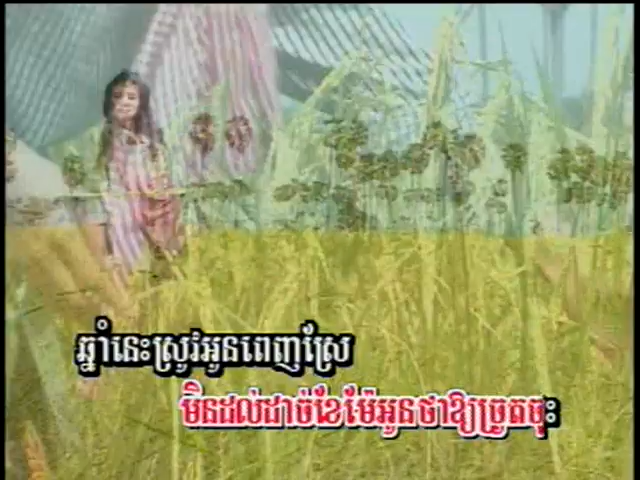 ឆ្នាំនេះស្រូវអូនពេញស្រែ
មិនដល់ដាច់ខែម៉ែអូនថាឱ្យច្រូតចុះ